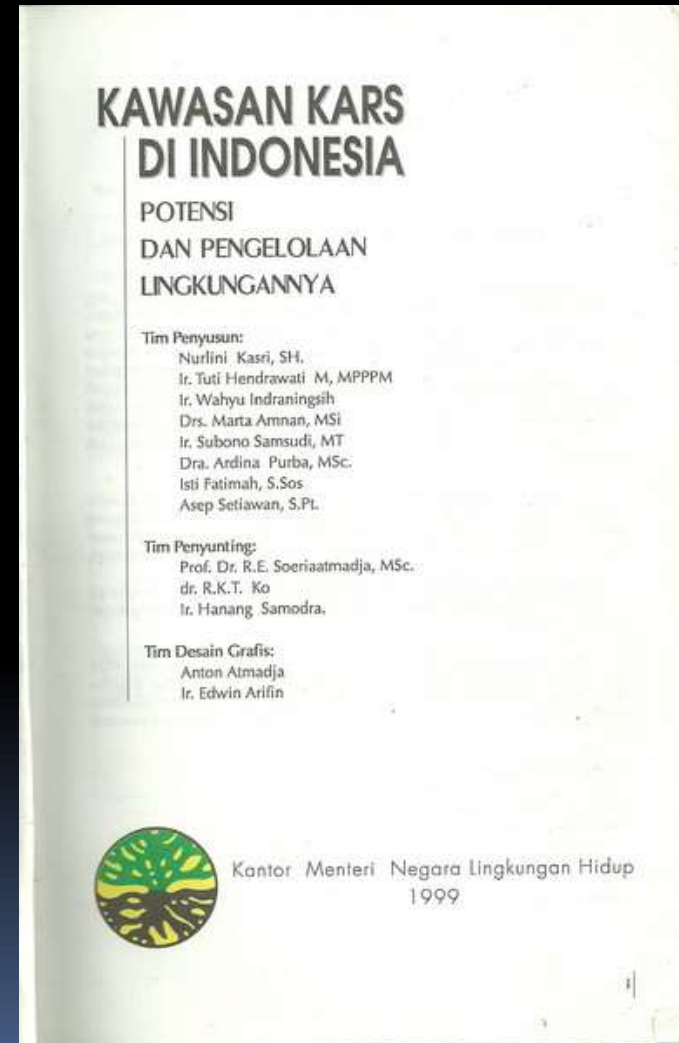 KAWASAN KARS
DI INDONESIA
POTENSI
DAN PENGELOLAAN
LINGKUNGANNYA
Tim Penyusun:
Nurlini Kasri, SH.
Ir. Tuti Hendrawati M, MPPPM
Ir. Wahyu Indraningsih
Drs. Marta Amnan, MSi
Ir. Subono Samsudi, MT
Dra. Ardina Purba, MSc.
Isti Fatimah, S.Sos
Asep Setiawan, S.Pt.
Tim Penyunting:
Prof. Dr. R.E. Soeriaatmadja, MSc.
dr. R.K.T. Ko
Ir. Hanang Samodra.
Tim Desain Grafis:
Anton Atmadja
Ir. Edwin Arifin
Kantor Menteri Negara Lingkungan Hidup
1999